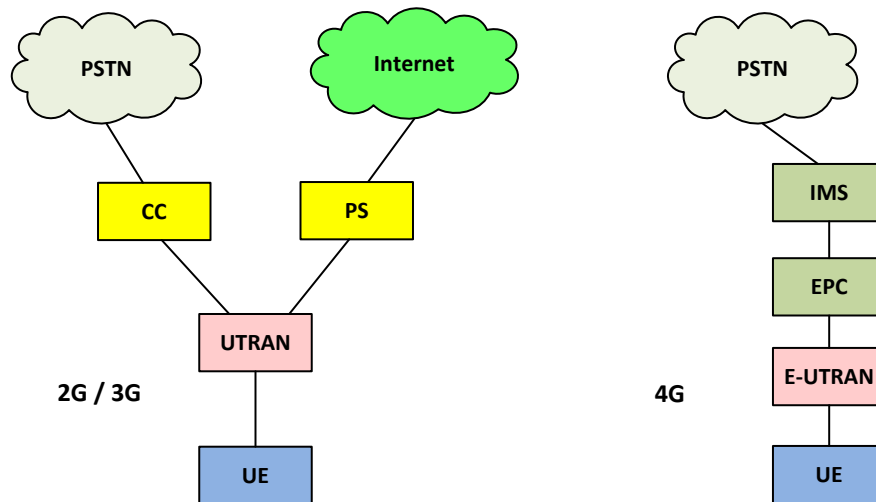 PSTN
Internet
PSTN
CC
PS
IMS
EPC
UTRAN
E-UTRAN
2G / 3G
4G
UE
UE